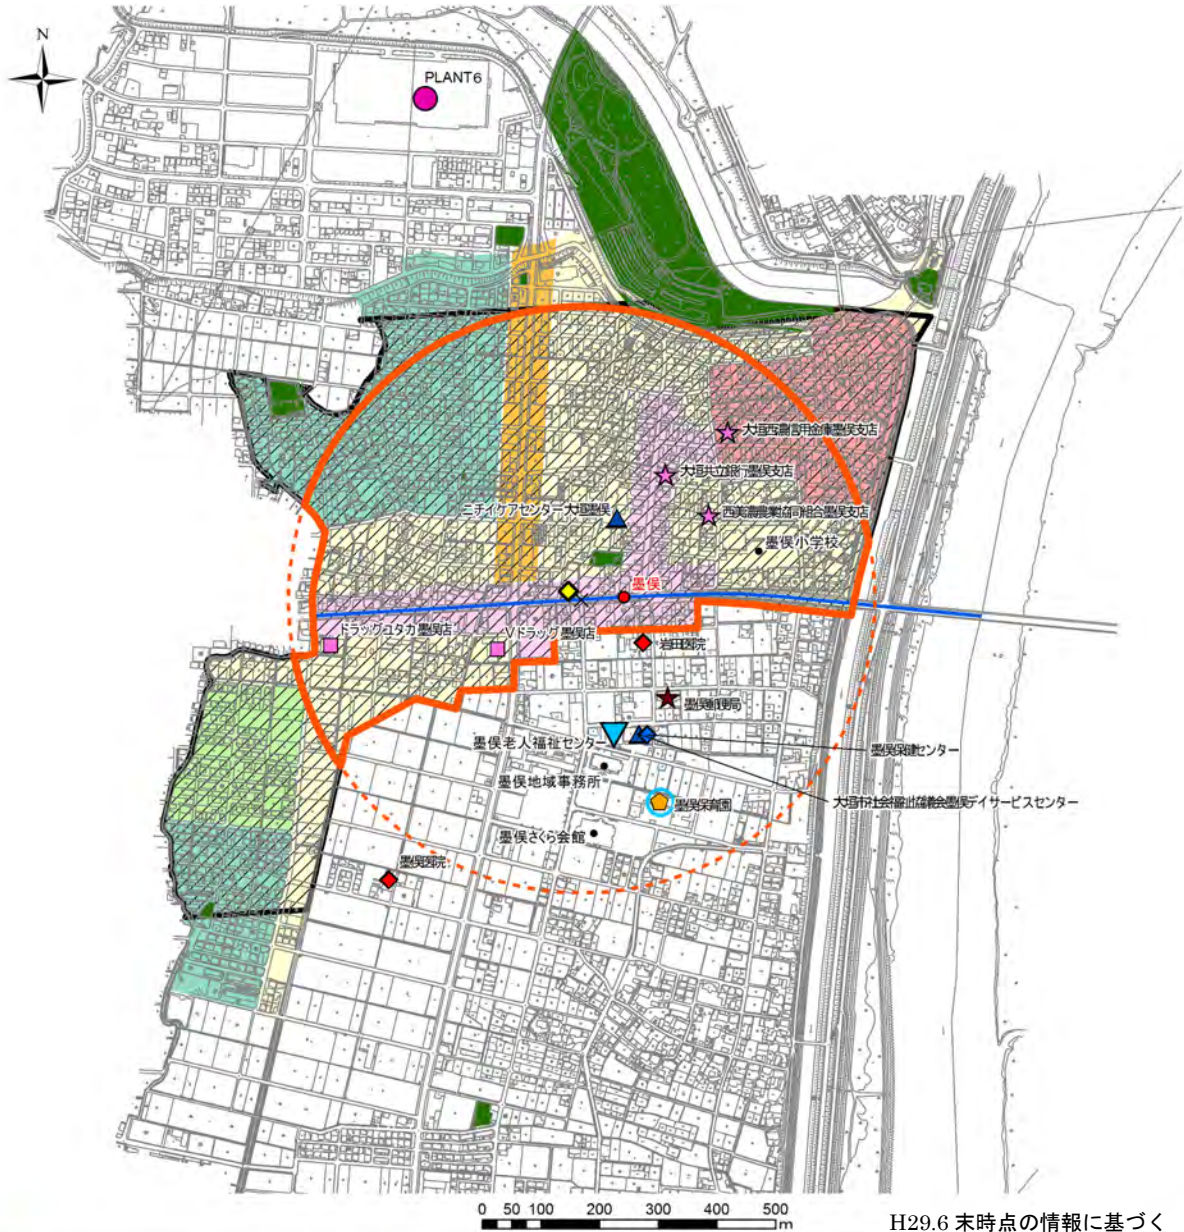 N
PLANT6
大垣西濃信用金庫墨俣支店
大垣共立銀行墨俣支店
ニチイケアセンター大垣墨俣
西美濃農業協同組合墨俣支店
墨俣小学校
墨俣
ドラッグユタカ墨俣店
Vドラッグ墨俣店
岩田医院
墨俣郵便局
墨俣老人福祉センター
墨俣保健センター
墨俣地域事務所
大垣市社会福祉協議会墨俣デイサービスセンター
墨俣保育園
墨俣さくら会館
墨俣医院
0 50 100 200 300 400 500
m
H29.6 末時点の情報に基づく